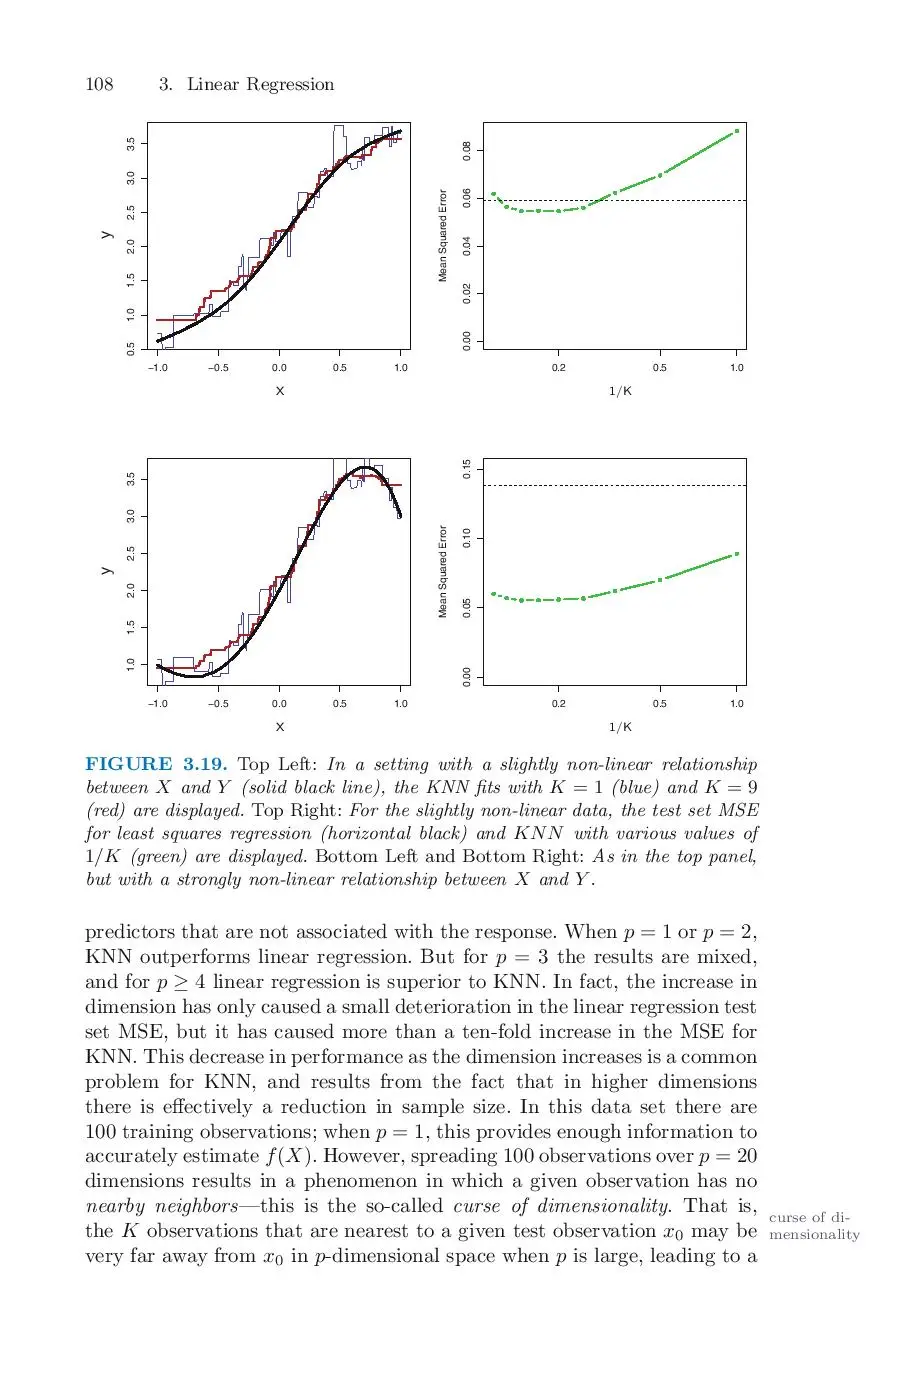 108 3. Linear Regression
y
3.5
3.0
2.5
2.0
1.5
1.0
0.5
−1.0 −0.5 0.0 0.5 1.0
X
Mean Squared Error
0.08
0.06
0.04
0.02
0.00
0.2 0.5 1.0
1/K
y
3.5
3.0
2.5
2.0
1.5
1.0
−1.0 −0.5 0.0 0.5 1.0
X
Mean Squared Error
0.15
0.10
0.05
0.00
0.2 0.5 1.0
1/K
FIGURE 3.19. Top Left: In a setting with a slightly non-linear relationship
between X and Y (solid black line), the KNN fits with K = 1 (blue) and K = 9
(red) are displayed. Top Right: For the slightly non-linear data, the test set MSE
for least squares regression (horizontal black) and KNN with various values of
1/K (green) are displayed. Bottom Left and Bottom Right: As in the top panel,
but with a strongly non-linear relationship between X and Y.
predictors that are not associated with the response. When p = 1 or p = 2,
KNN outperforms linear regression. But for p = 3 the results are mixed,
and for p ≥ 4 linear regression is superior to KNN. In fact, the increase in
dimension has only caused a small deterioration in the linear regression test
set MSE, but it has caused more than a ten-fold increase in the MSE for
KNN. This decrease in performance as the dimension increases is a common
problem for KNN, and results from the fact that in higher dimensions
there is effectively a reduction in sample size. In this data set there are
100 training observations; when p = 1, this provides enough information to
accurately estimate f(X). However, spreading 100 observations over p = 20
dimensions results in a phenomenon in which a given observation has no
nearby neighbors—this is the so-called curse of dimensionality. That is,
the K observations that are nearest to a given test observation x₀ may be
very far away from x₀ in p-dimensional space when p is large, leading to a
curse of di-
mensionality